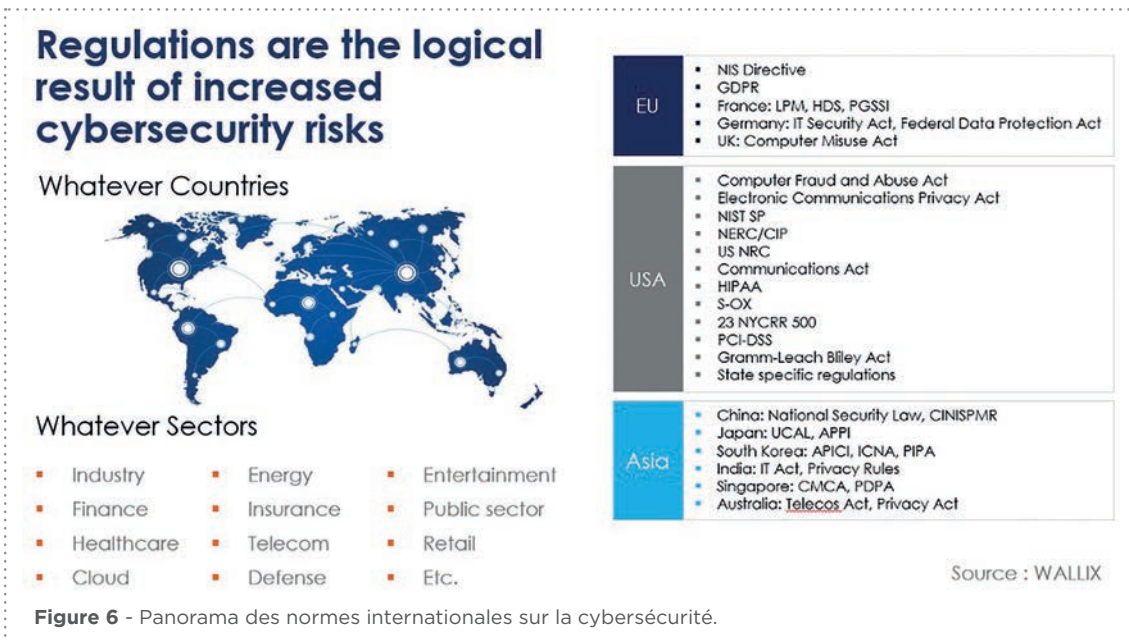 Regulations are the logical
result of increased
cybersecurity risks
Whatever Countries
Whatever Sectors
▪ Industry
▪ Finance
▪ Healthcare
▪ Cloud
▪ Energy
▪ Insurance
▪ Telecom
▪ Defense
▪ Entertainment
▪ Public sector
▪ Retail
▪ Etc.
EU
▪ NIS Directive
▪ GDPR
▪ France: LPM, HDS, PGSSI
▪ Germany: IT Security Act, Federal Data Protection Act
▪ UK: Computer Misuse Act
USA
▪ Computer Fraud and Abuse Act
▪ Electronic Communications Privacy Act
▪ NIST SP
▪ NERC/CIP
▪ US NRC
▪ Communications Act
▪ HIPAA
▪ S-OX
▪ 23 NYCRR 500
▪ PCI-DSS
▪ Gramm-Leach Bliley Act
▪ State specific regulations
Asia
▪ China: National Security Law, CINISPMR
▪ Japan: UCAL, APPI
▪ South Korea: APICI, ICNA, PIPA
▪ India: IT Act, Privacy Rules
▪ Singapore: CMCA, PDPA
▪ Australia: Telecos Act, Privacy Act
Source : WALLIX
Figure 6 - Panorama des normes internationales sur la cybersécurité.